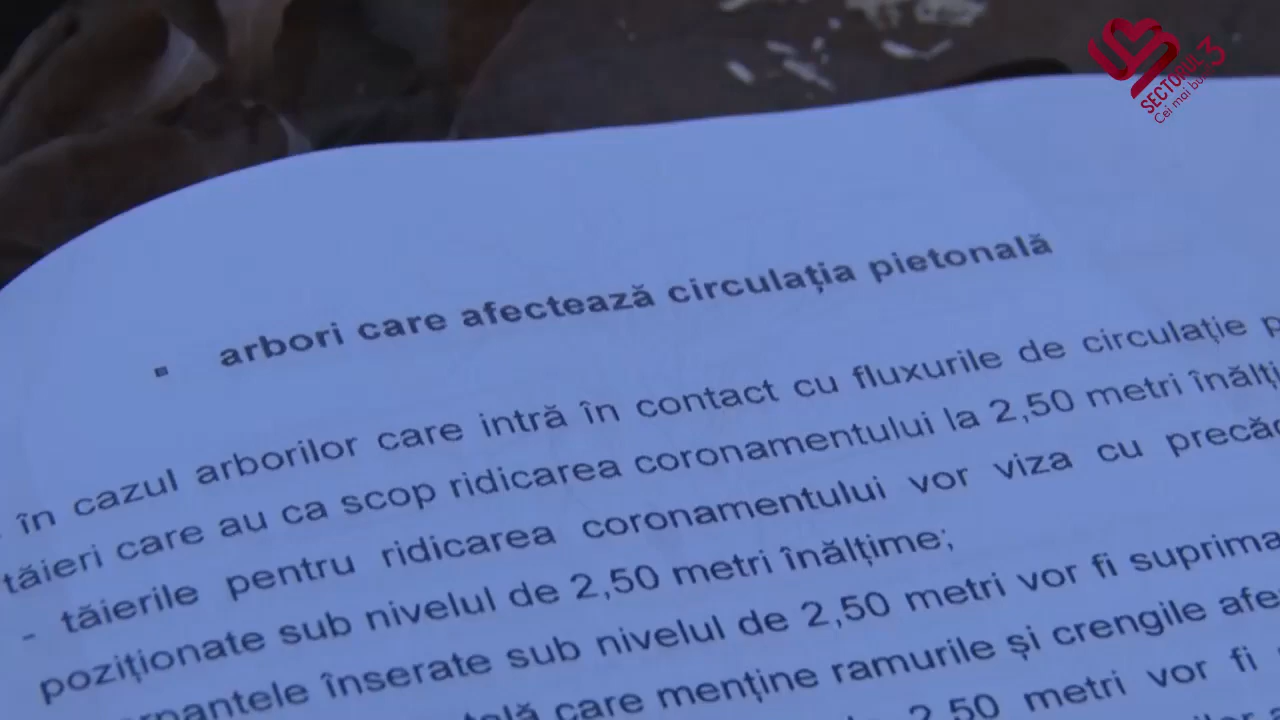 SECTORUL 3
Cei mai buni
▪ arbori care afectează circulația pietonală
în cazul arborilor care intră în contact cu fluxurile de circulație
tăieri care au ca scop ridicarea coronamentului la 2,50 metri
- tăierile pentru ridicarea coronamentului vor viza cu
poziționate sub nivelul de 2,50 metri înălțime;
înserate sub nivelul de 2,50 metri vor fi
care menține ramurile și crengile
2,50 metri vor fi